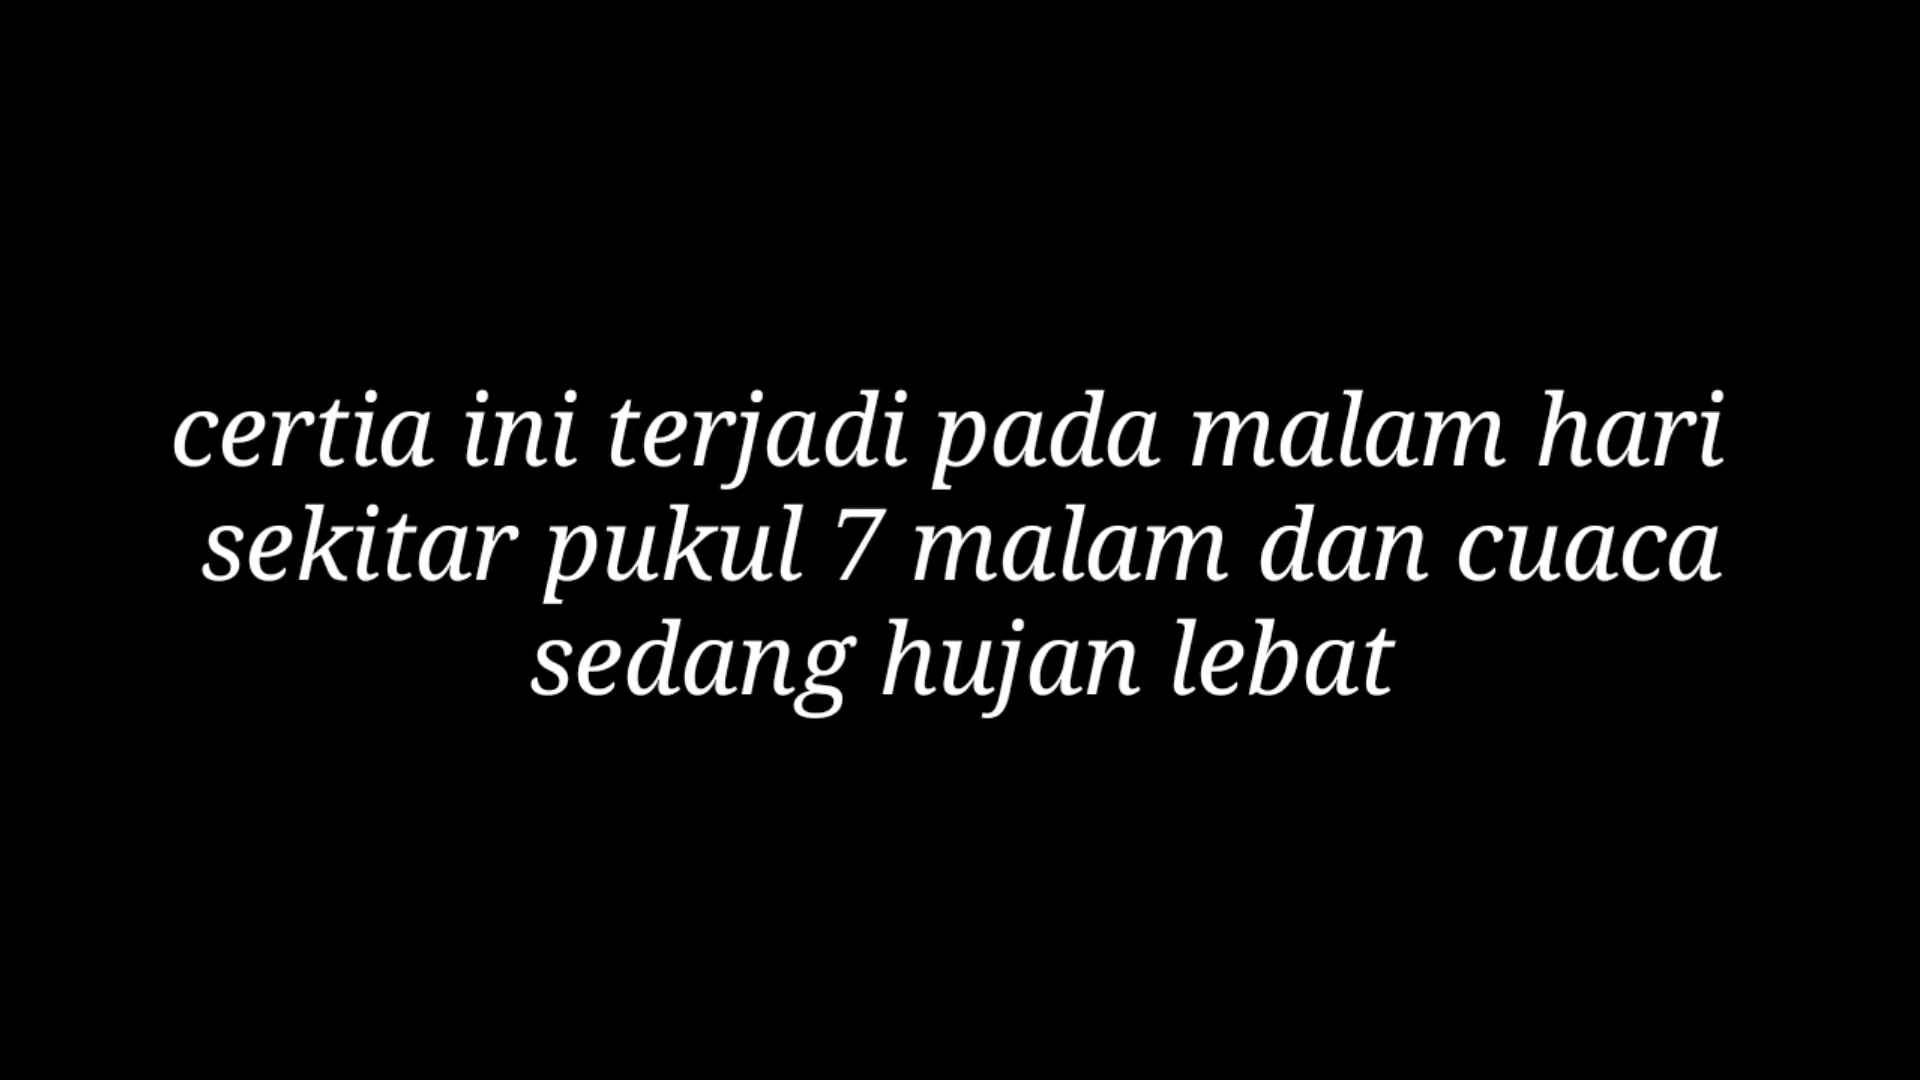 certia ini terjadi pada malam hari
sekitar pukul 7 malam dan cuaca
sedang hujan lebat